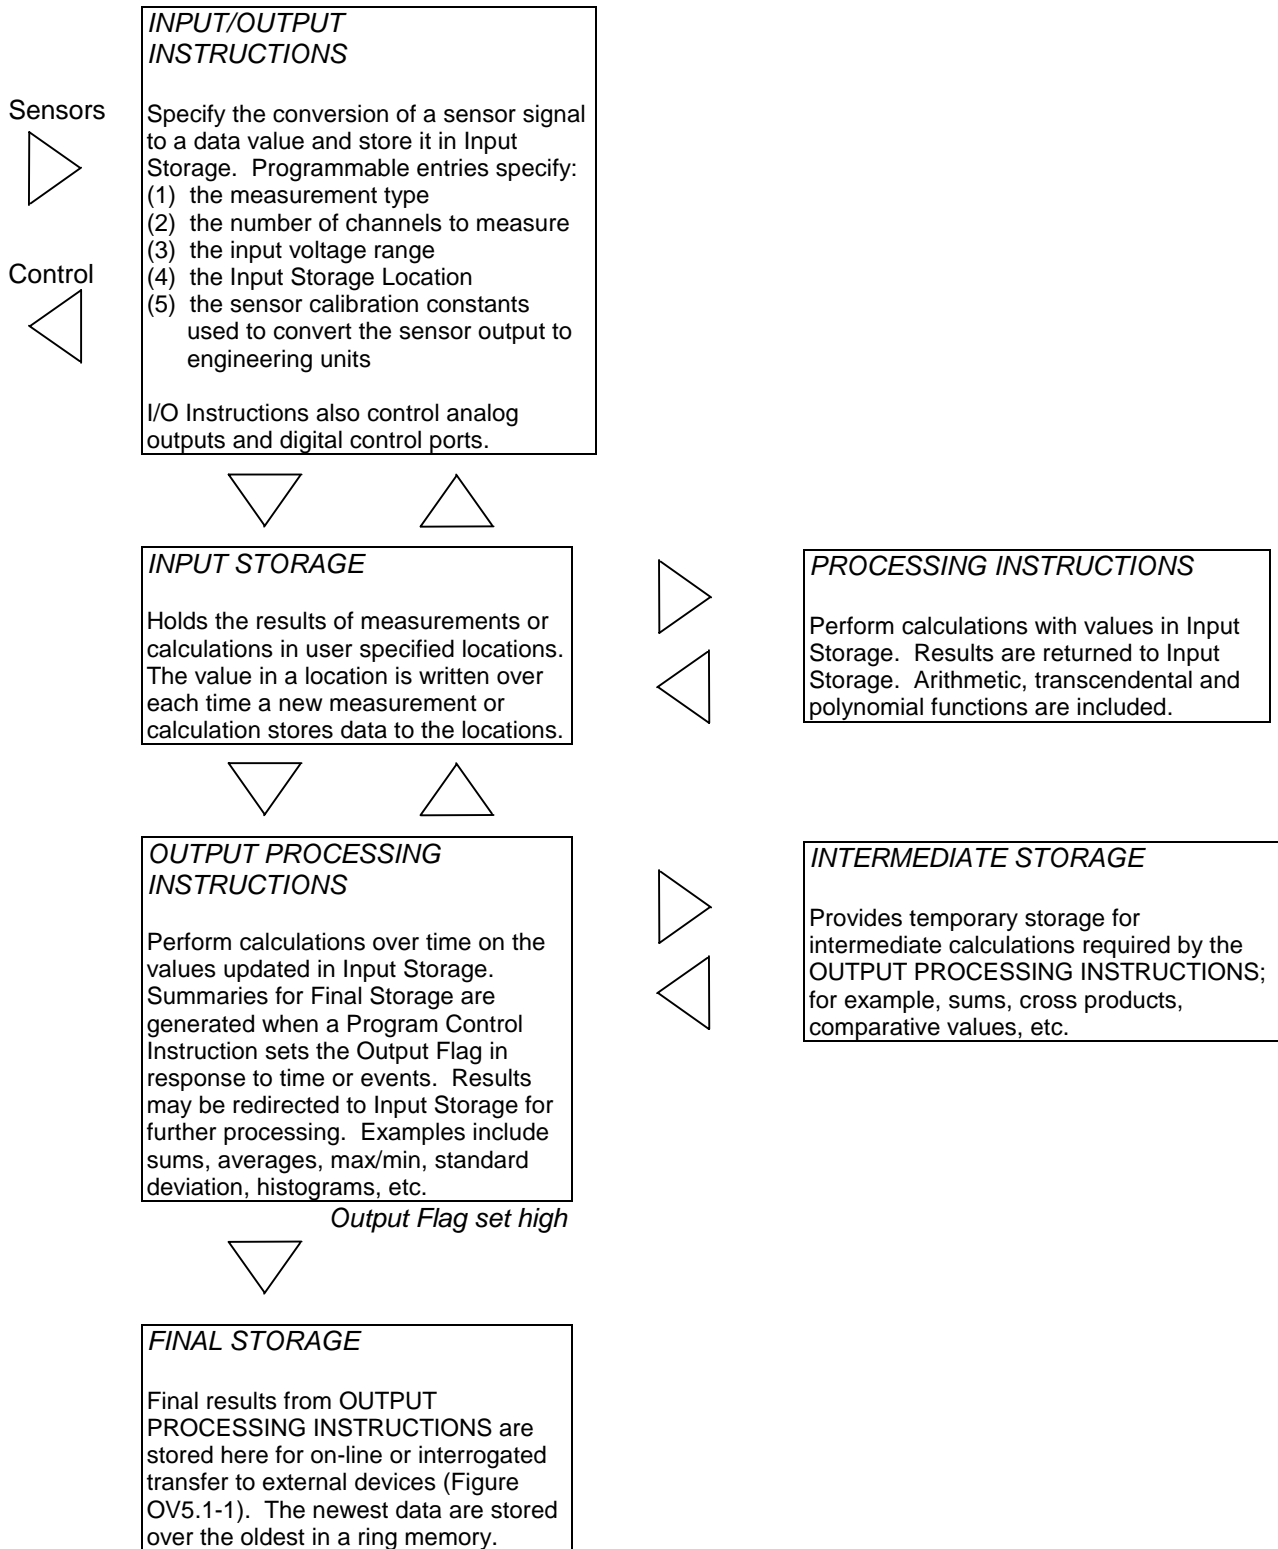 INPUT/OUTPUT
INSTRUCTIONS
Sensors
Specify the conversion of a sensor signal
to a data value and store it in Input
Storage.  Programmable entries specify:
(1)  the measurement type
(2)  the number of channels to measure
(3)  the input voltage range
Control
(4)  the Input Storage Location
(5)  the sensor calibration constants
used to convert the sensor output to
engineering units
I/O Instructions also control analog
outputs and digital control ports.
INPUT STORAGE
Holds the results of measurements or
calculations in user specified locations.
The value in a location is written over
each time a new measurement or
calculation stores data to the locations.
PROCESSING INSTRUCTIONS
Perform calculations with values in Input
Storage.  Results are returned to Input
Storage.  Arithmetic, transcendental and
polynomial functions are included.
OUTPUT PROCESSING
INSTRUCTIONS
Perform calculations over time on the
values updated in Input Storage.
Summaries for Final Storage are
generated when a Program Control
Instruction sets the Output Flag in
response to time or events.  Results
may be redirected to Input Storage for
further processing.  Examples include
sums, averages, max/min, standard
deviation, histograms, etc.
INTERMEDIATE STORAGE
Provides temporary storage for
intermediate calculations required by the
OUTPUT PROCESSING INSTRUCTIONS;
for example, sums, cross products,
comparative values, etc.
Output Flag set high
FINAL STORAGE
Final results from OUTPUT
PROCESSING INSTRUCTIONS are
stored here for on-line or interrogated
transfer to external devices (Figure
OV5.1-1).  The newest data are stored
over the oldest in a ring memory.